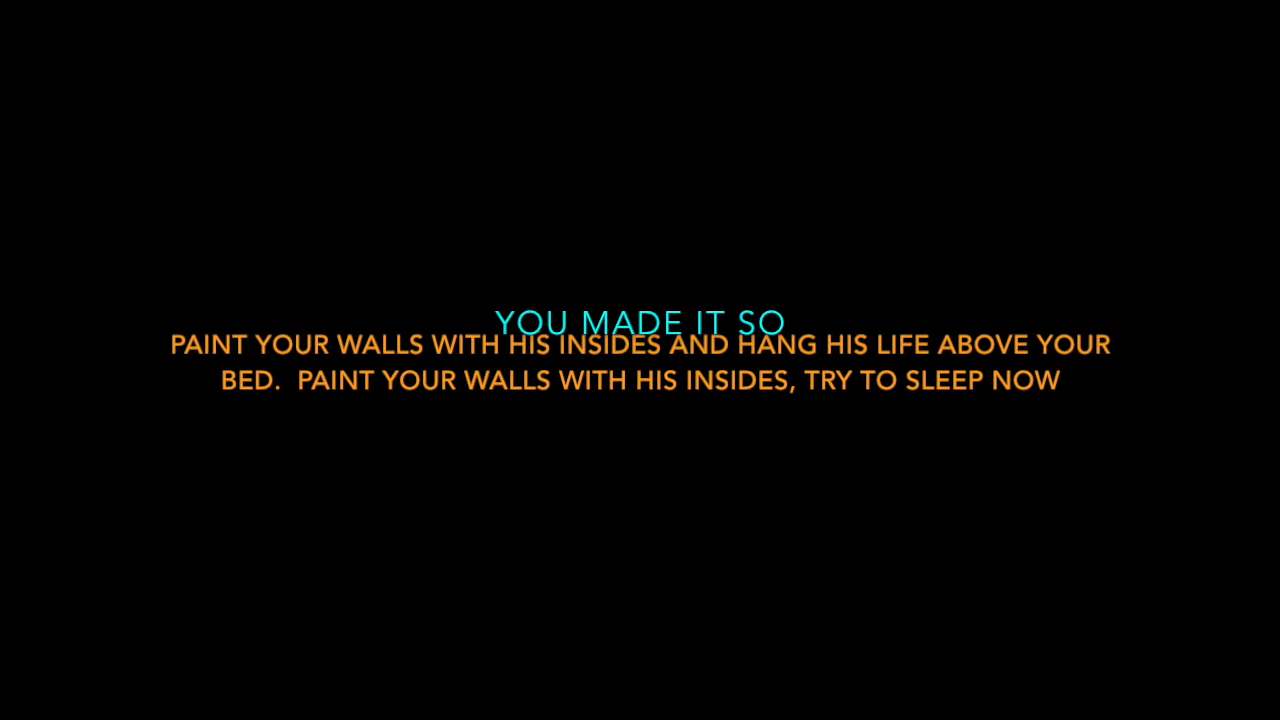 YOU MADE IT SO
PAINT YOUR WALLS WITH HIS INSIDES AND HANG HIS LIFE ABOVE YOUR
BED.  PAINT YOUR WALLS WITH HIS INSIDES, TRY TO SLEEP NOW